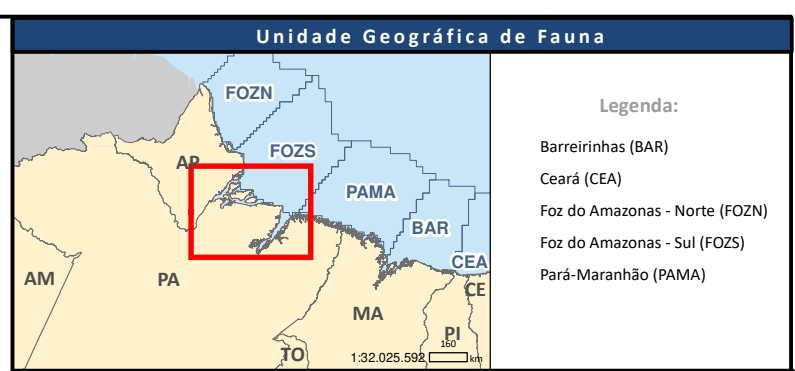 Unidade Geográfica de Fauna
FOZN
FOZS
AP
PAMA
BAR
CEA
AM
PA
CE
MA
PI
TO
160
1:32.025.592 km
Legenda:
Barreirinhas (BAR)
Ceará (CEA)
Foz do Amazonas - Norte (FOZN)
Foz do Amazonas - Sul (FOZS)
Pará-Maranhão (PAMA)